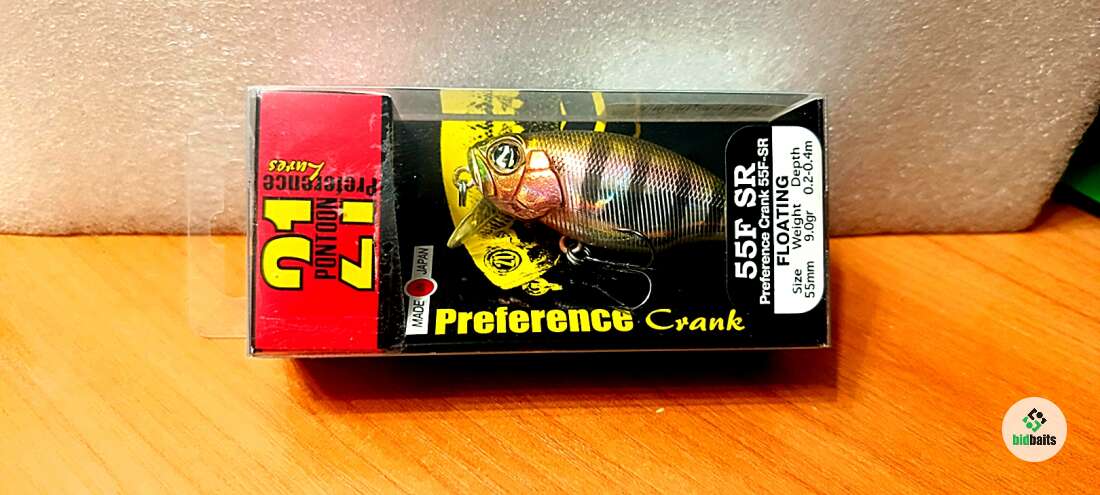 Preference
Lures
PONTOON
21
MADE JAPAN
Preference Crank
55F SR
Preference Crank 55F-SR
FLOATING
Size Weight Depth
55mm 9.0gr 0.2-0.4m
bidbaits